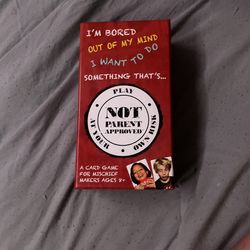 I'M BORED
OUT OF MY MIND
I WANT TO DO
SOMETHING THAT'S...
PLAY
NOT
PARENT
APPROVED
AT YOUR
OWN RISK
A CARD GAME
FOR MISCHIEF
MAKERS AGES 8+